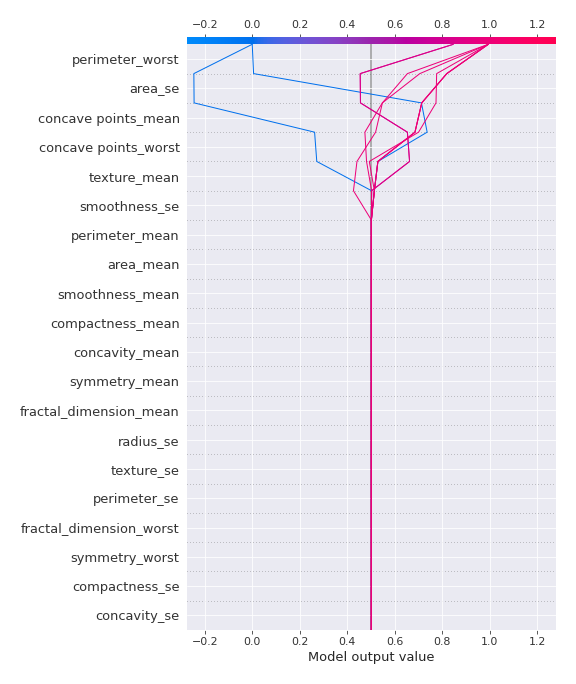 −0.2 0.0 0.2 0.4 0.6 0.8 1.0 1.2
perimeter_worst
area_se
concave points_mean
concave points_worst
texture_mean
smoothness_se
perimeter_mean
area_mean
smoothness_mean
compactness_mean
concavity_mean
symmetry_mean
fractal_dimension_mean
radius_se
texture_se
perimeter_se
fractal_dimension_worst
symmetry_worst
compactness_se
concavity_se
−0.2 0.0 0.2 0.4 0.6 0.8 1.0 1.2
Model output value